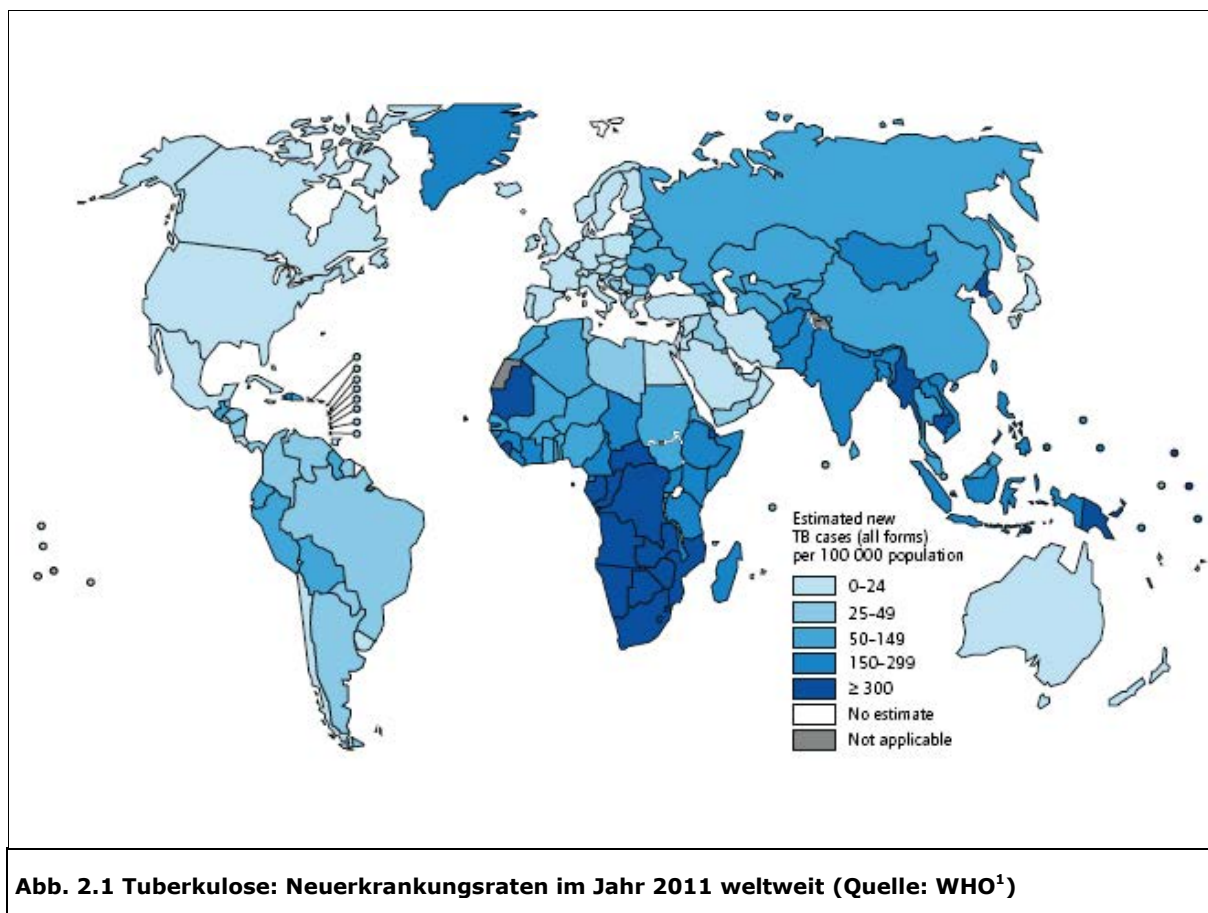 Estimated new
TB cases (all forms)
per 100 000 population
0–24
25–49
50–149
150–299
≥ 300
No estimate
Not applicable
Abb. 2.1 Tuberkulose: Neuerkrankungsraten im Jahr 2011 weltweit (Quelle: WHO¹)